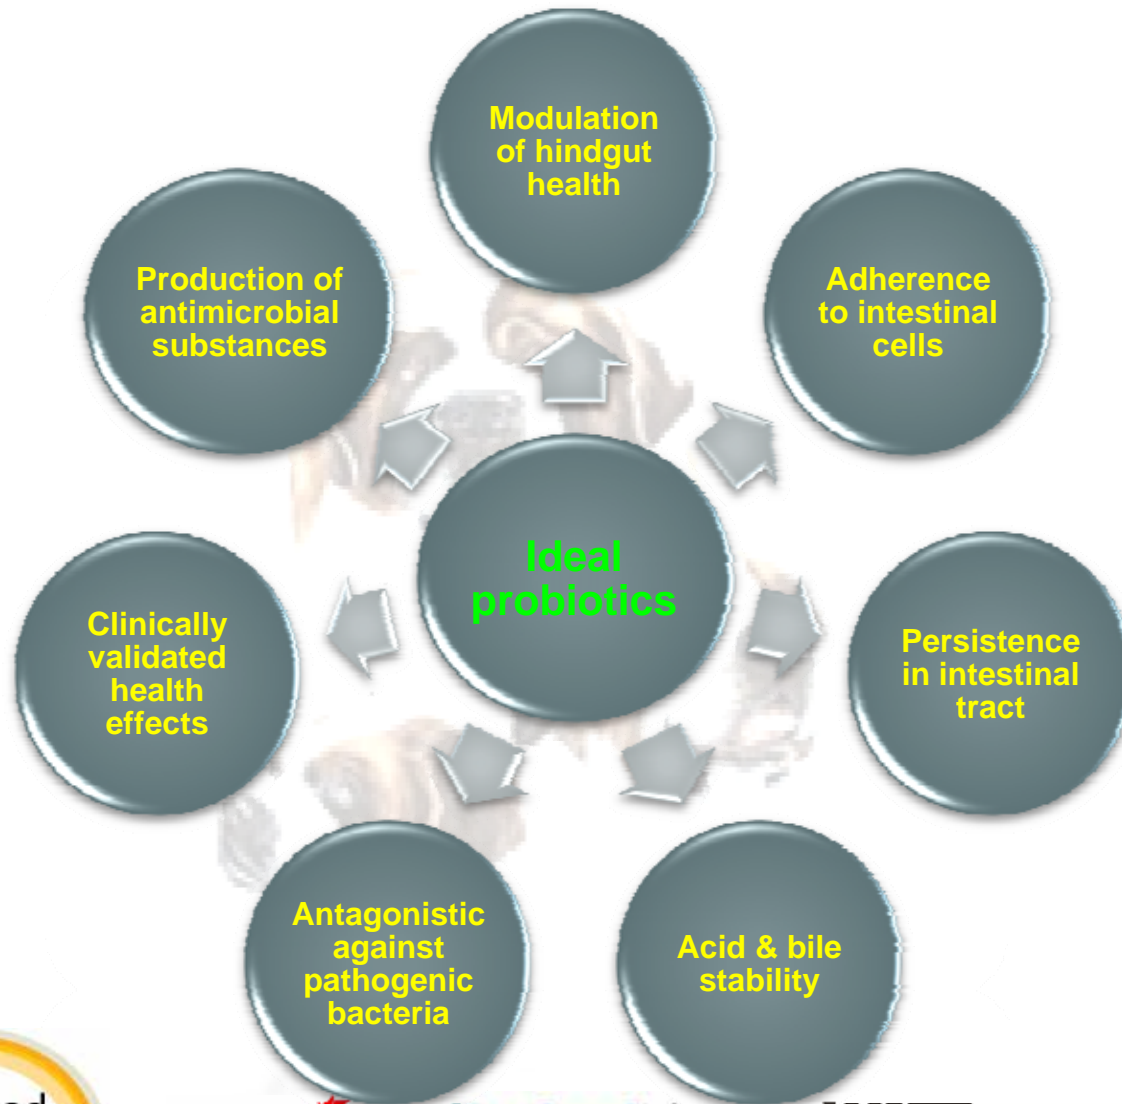 Modulation
of hindgut
health
Adherence
to intestinal
cells
Persistence
in intestinal
tract
Acid & bile
stability
Antagonistic
against
pathogenic
bacteria
Clinically
validated
health
effects
Production of
antimicrobial
substances
Ideal
probiotics